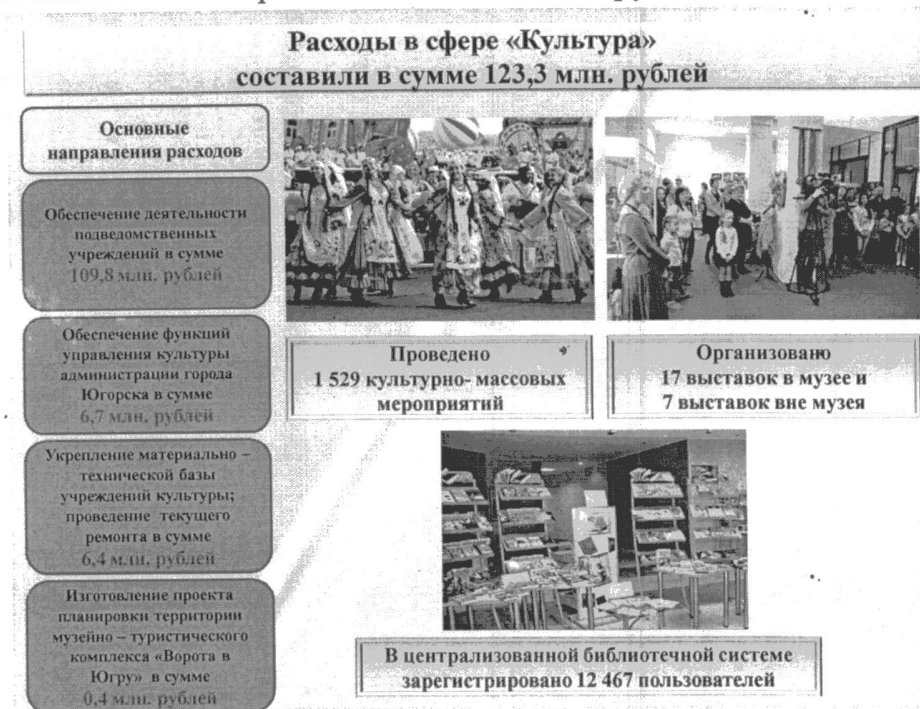 Расходы в сфере «Культура»
составили в сумме 123,3 млн. рублей
Основные
направления расходов
Обеспечение деятельности
подведомственных
учреждений в сумме
109,8 млн. рублей
Обеспечение функций
управления культуры
администрации города
Югорска в сумме
6,7 млн. рублей
Укрепление материально –
технической базы
учреждений культуры;
проведение текущего
ремонта в сумме
6,4 млн. рублей
Изготовление проекта
планировки территории
музейно – туристического
комплекса «Ворота в
Югру» в сумме
0,4 млн. рублей
Проведено
1 529 культурно- массовых
мероприятий
Организовано
17 выставок в музее и
7 выставок вне музея
В централизованной библиотечной системе
зарегистрировано 12 467 пользователей